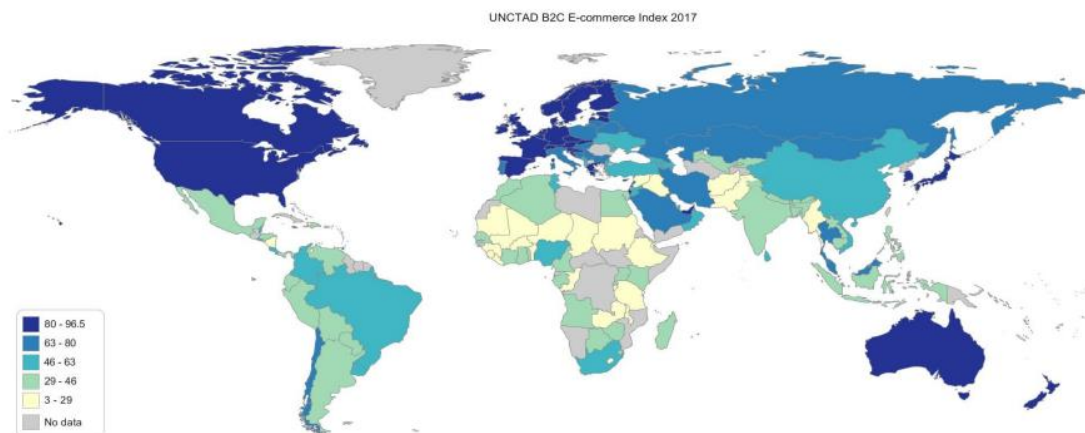 UNCTAD B2C E-commerce Index 2017
80 - 96.5
63 - 80
46 - 63
29 - 46
3 - 29
No data